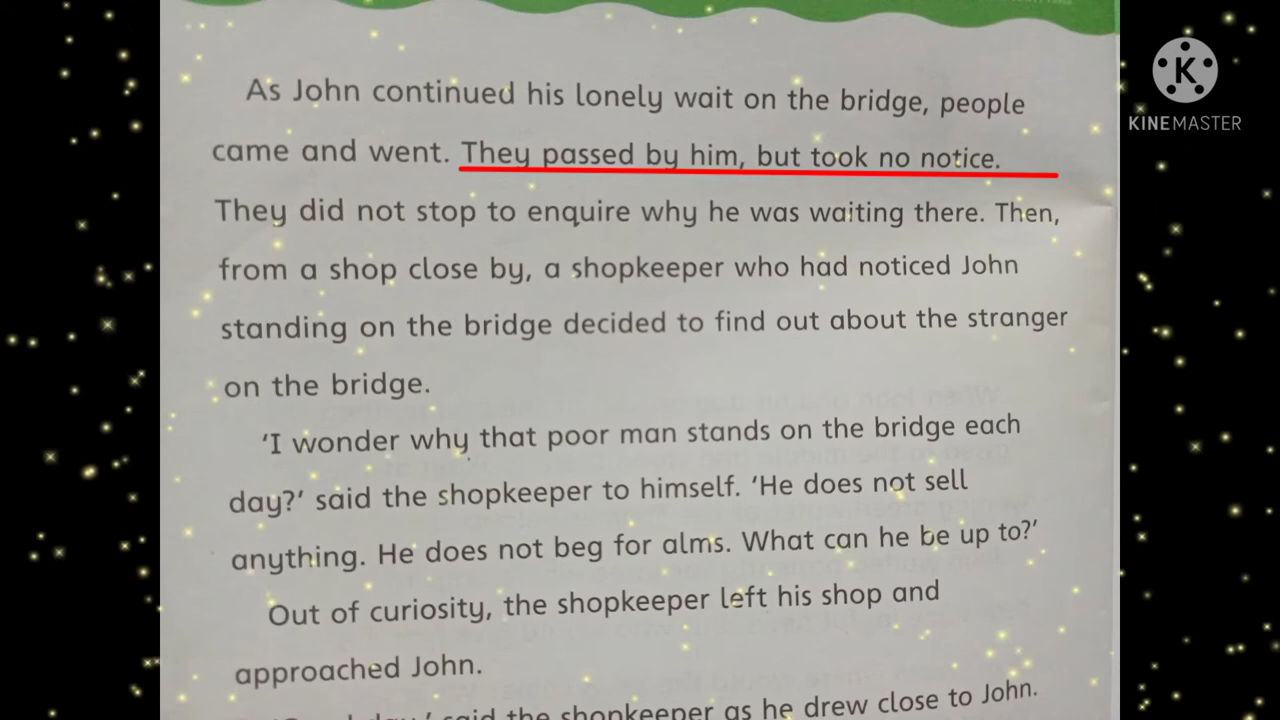 As John continued his lonely wait on the bridge, people
came and went. They passed by him, but took no notice.
They did not stop to enquire why he was waiting there. Then,
from a shop close by, a shopkeeper who had noticed John
standing on the bridge decided to find out about the stranger
on the bridge.
‘I wonder why that poor man stands on the bridge each
day?’ said the shopkeeper to himself. ‘He does not sell
anything. He does not beg for alms. What can he be up to?’
Out of curiosity, the shopkeeper left his shop and
approached John.
said the shopkeeper as he drew close to John.
K
KINEMASTER